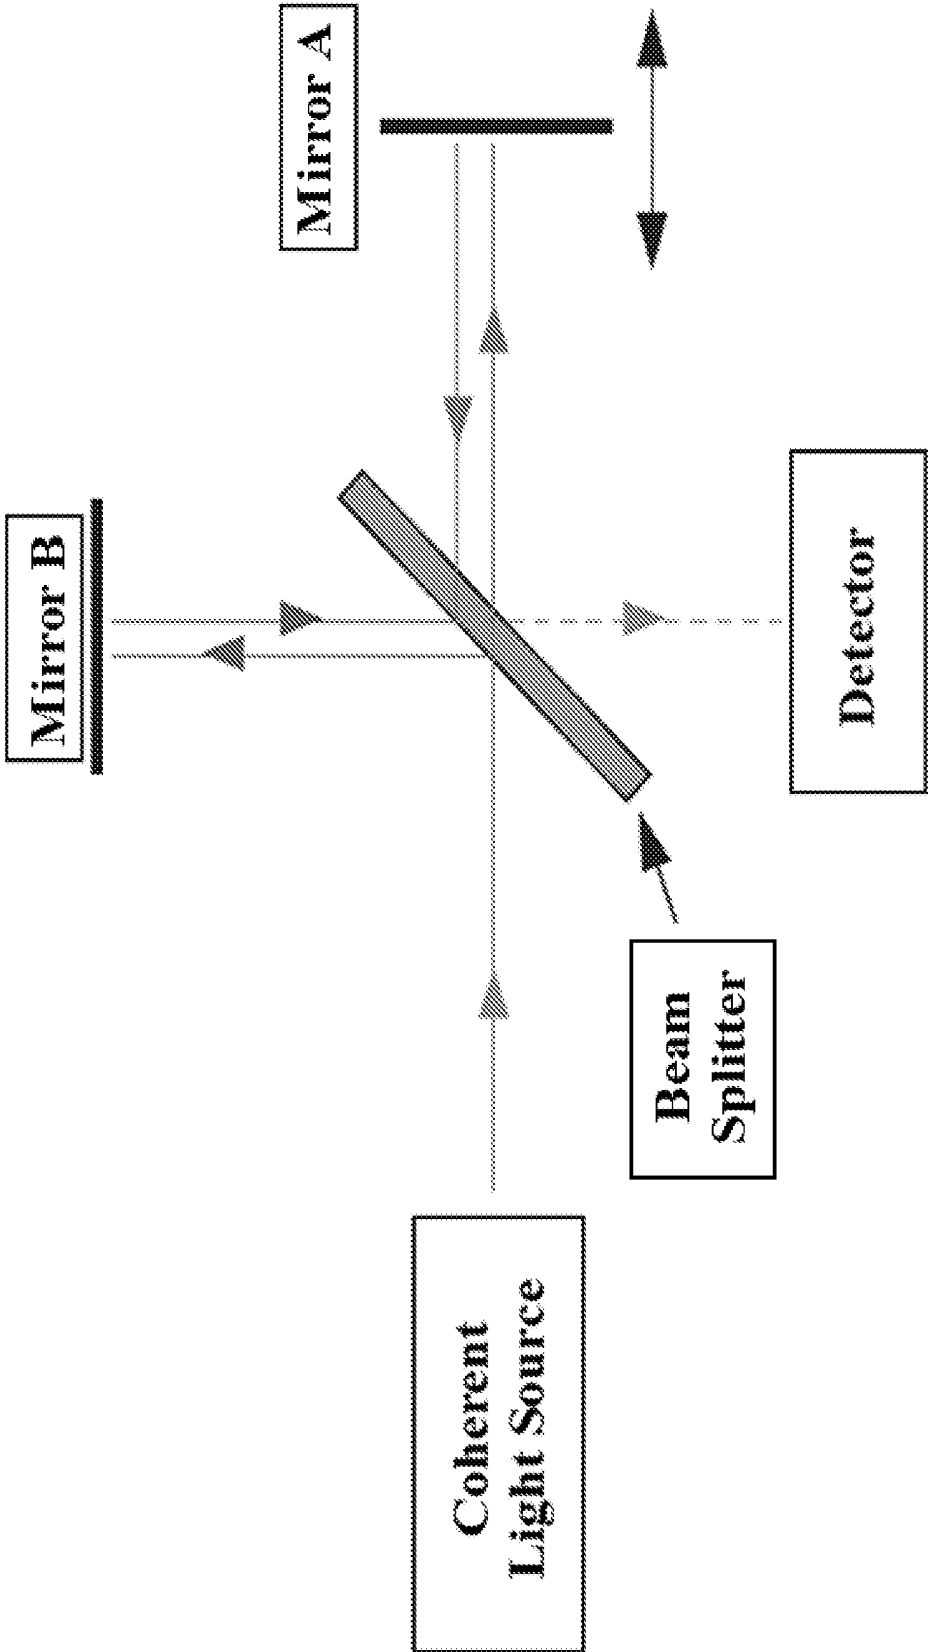 Mirror A
Mirror B
Detector
Beam
Splitter
Coherent
Light Source